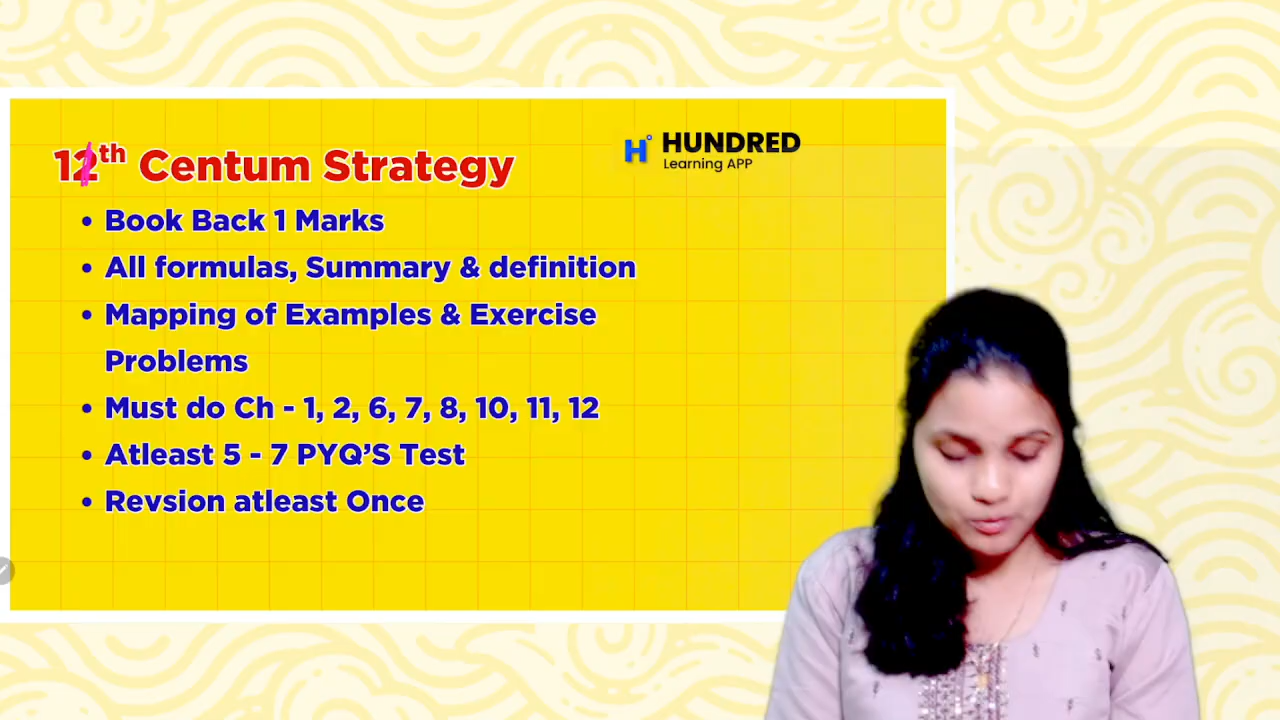 12th Centum Strategy
HUNDRED
Learning APP
• Book Back 1 Marks
• All formulas, Summary & definition
• Mapping of Examples & Exercise
Problems
• Must do Ch - 1, 2, 6, 7, 8, 10, 11, 12
• Atleast 5 - 7 PYQ'S Test
• Revsion atleast Once